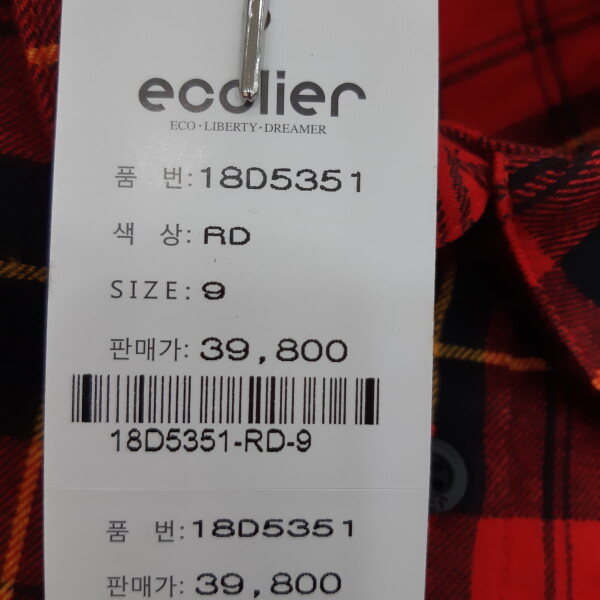 ecolier
ECO·LIBERTY·DREAMER
품 번: 18D5351
색 상: RD
SIZE: 9
판매가: 39,800
18D5351-RD-9
품 번: 18D5351
판매가: 39,800